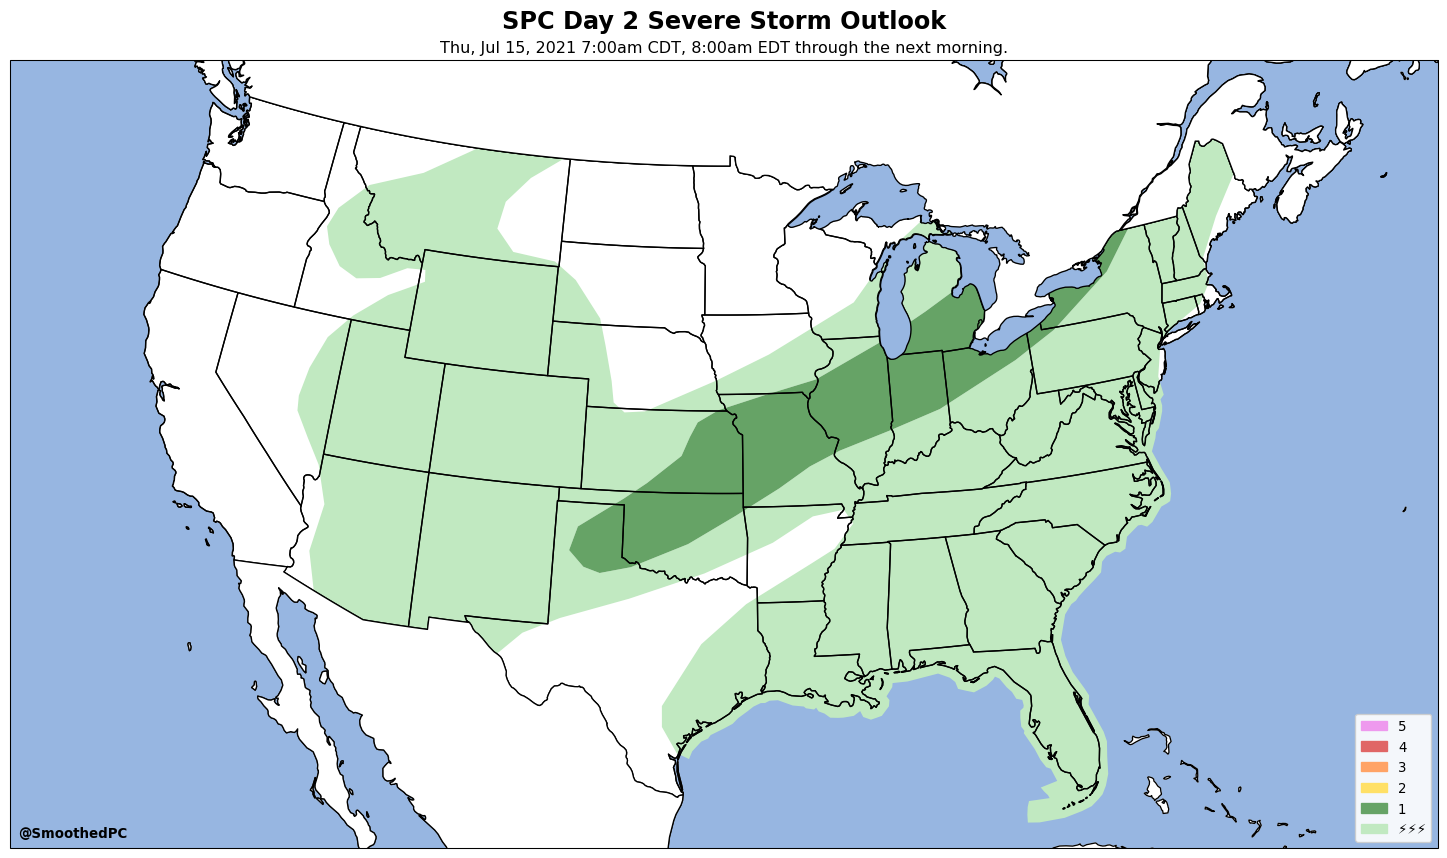 SPC Day 2 Severe Storm Outlook
Thu, Jul 15, 2021 7:00am CDT, 8:00am EDT through the next morning.
5
4
3
2
1
⚡⚡⚡
@SmoothedPC